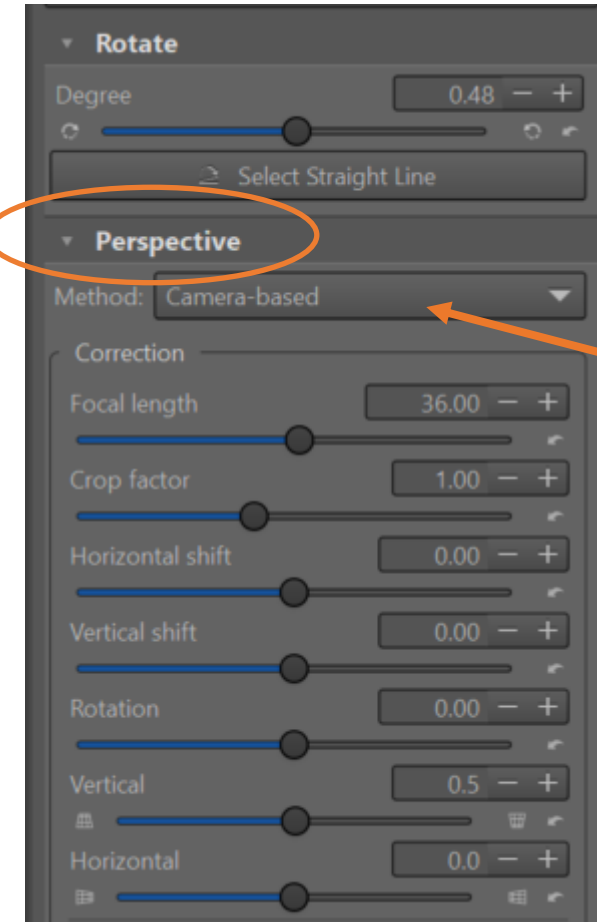 Rotate
Degree 0.48
Select Straight Line
Perspective
Method: Camera-based
Correction
Focal length 36.00
Crop factor 1.00
Horizontal shift 0.00
Vertical shift 0.00
Rotation 0.00
Vertical 0.5
Horizontal 0.0